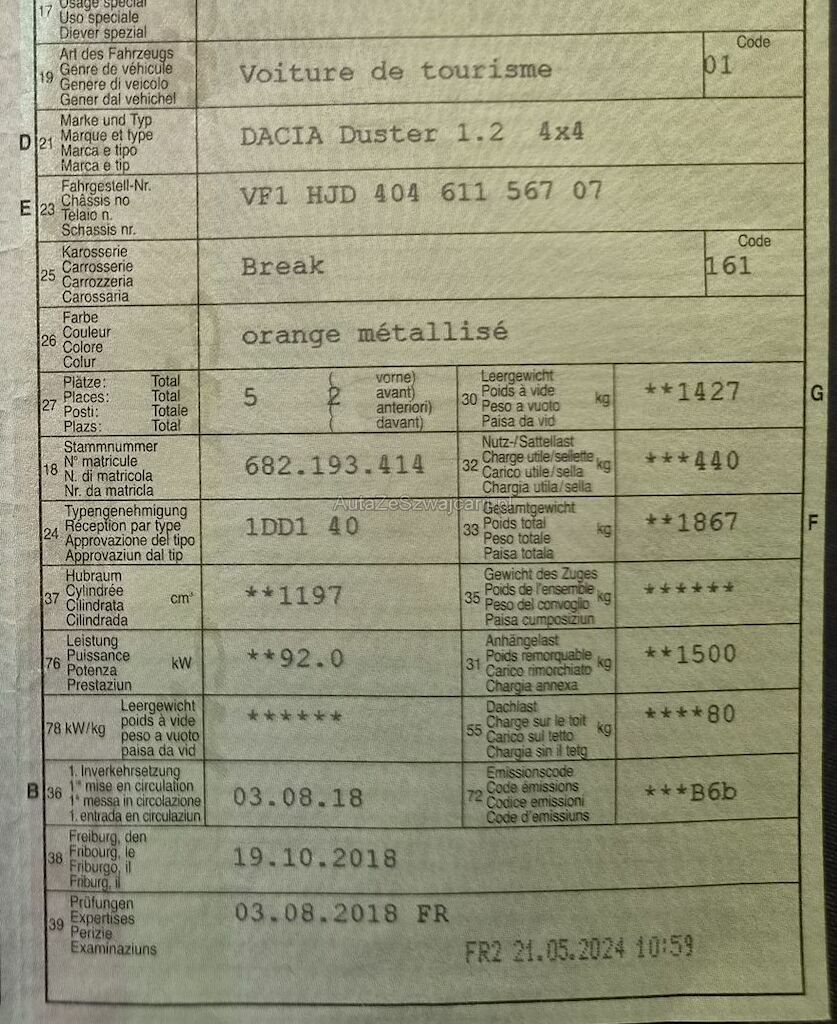 17 Usage spécial
Uso speciale
Diever spezial
Art des Fahrzeugs
19 Genre de véhicule
Genere di veicolo
Gener dal vehichel
Voiture de tourisme
Code
01
Marke und Typ
D 21 Marque et type
Marca e tipo
Marca e tip
DACIA Duster 1.2 4x4
Fahrgestell-Nr.
E 23 Châssis no
Telaio n.
Schassis nr.
VF1 HJD 404 611 567 07
Karosserie
25 Carrosserie
Carrozzeria
Carossaria
Break
Code
161
Farbe
26 Couleur
Colore
Colur
orange métallisé
Plätze: Total
27 Places: Total
Posti: Totale
Plazs: Total
5 ( 2 vorne)
avant)
anteriori)
davant)
Leergewicht
30 Poids à vide kg
Peso a vuoto
Paisa da vid
**1427
G
Stammnummer
18 N° matricule
N. di matricola
Nr. da matricla
682.193.414
Nutz-/Sattellast
32 Charge utile/sellette kg
Carico utile/sella
Chargia utila/sella
***440
AutaZeSzwajcarii.pl
Typengenehmigung
24 Réception par type
Approvazione del tipo
Approvaziun dal tip
1DD1 40
Gesamtgewicht
33 Poids total kg
Peso totale
Paisa totala
**1867
F
Hubraum
37 Cylindrée cm³
Cilindrata
Cilindrada
**1197
Gewicht des Zuges
35 Poids de l'ensemble kg
Peso del convoglio
Paisa cumposiziun
******
Leistung
76 Puissance kW
Potenza
Prestaziun
**92.0
Anhängelast
31 Poids remorquable kg
Carico rimorchiato
Chargia annexa
**1500
Leergewicht
78 kW/kg poids à vide
peso a vuoto
paisa da vid
******
Dachlast
55 Charge sur le toit kg
Carico sul tetto
Chargia sin il tetg
****80
1. Inverkehrsetzung
B 36 1re mise en circulation
1a messa in circolazione
1. entrada en circulaziun
03.08.18
Emissionscode
72 Code émissions
Codice emissioni
Code d'emissiuns
***B6b
Freiburg, den
38 Fribourg, le
Friburgo, il
Friburg, il
19.10.2018
Prüfungen
39 Expertises
Perizie
Examinaziuns
03.08.2018 FR
FR2 21.05.2024 10:59